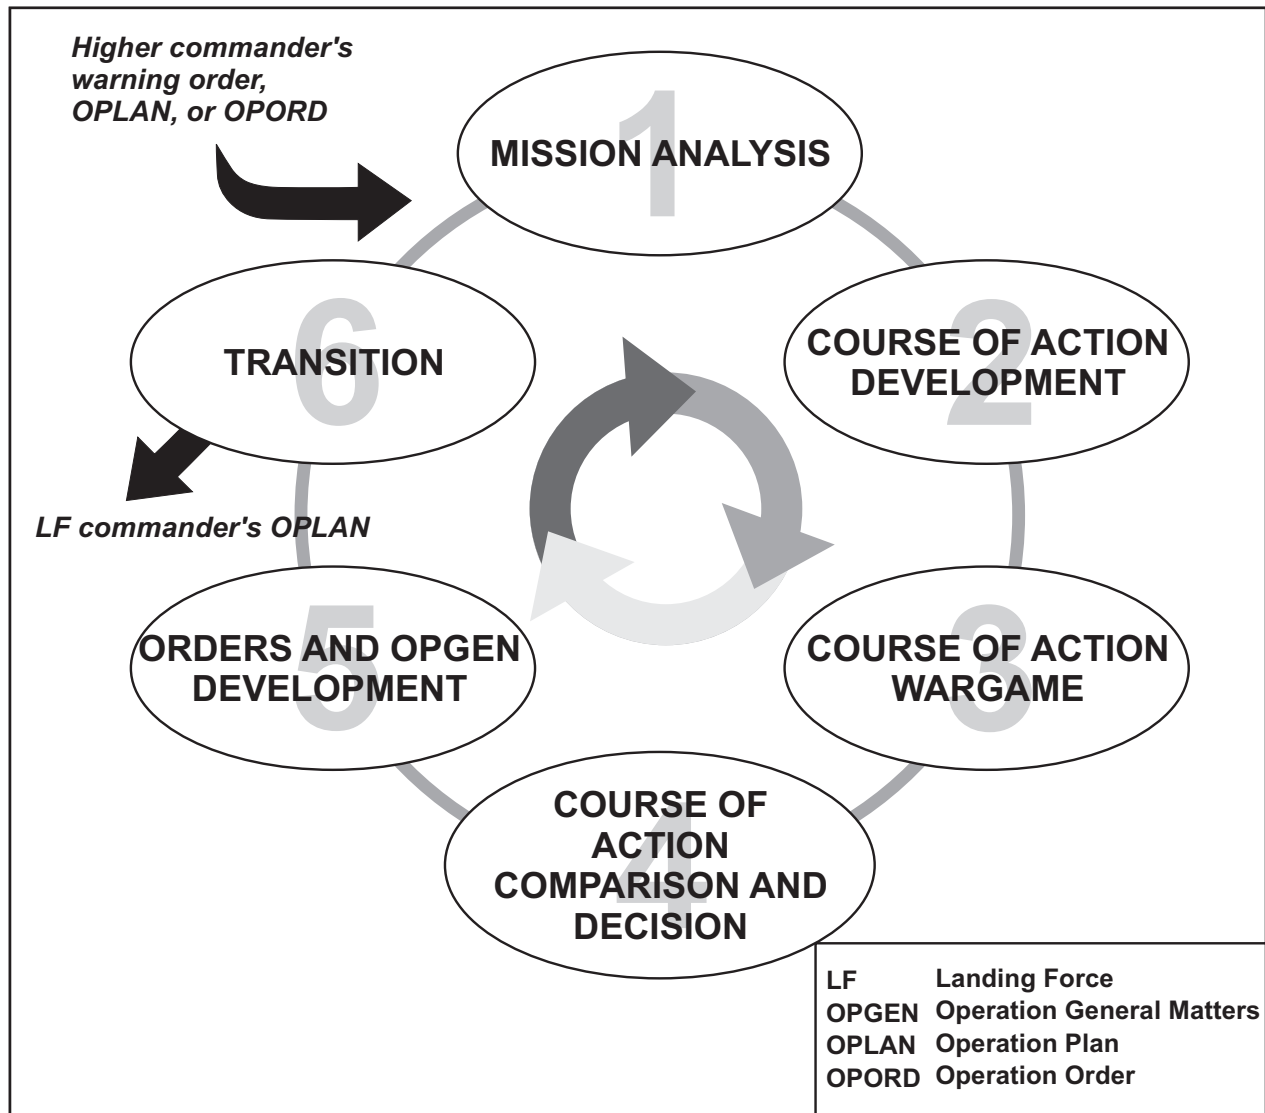 Higher commander's
warning order,
OPLAN, or OPORD
1
MISSION ANALYSIS
2
COURSE OF ACTION
DEVELOPMENT
3
COURSE OF ACTION
WARGAME
4
COURSE OF
ACTION
COMPARISON AND
DECISION
5
ORDERS AND OPGEN
DEVELOPMENT
6
TRANSITION
LF commander's OPLAN
LF Landing Force
OPGEN Operation General Matters
OPLAN Operation Plan
OPORD Operation Order